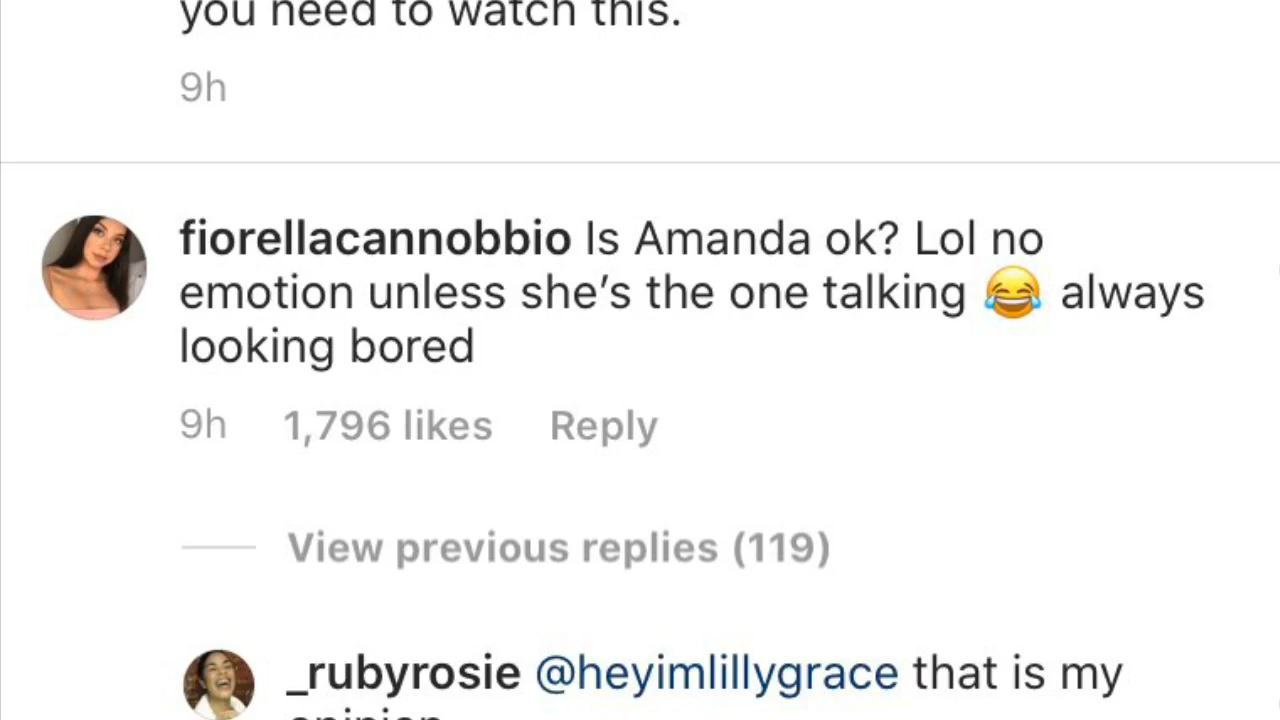 you need to watch this.
9h
fiorellacannobbio Is Amanda ok? Lol no
emotion unless she's the one talking 😂 always
looking bored
9h 1,796 likes Reply
View previous replies (119)
_rubyrosie @heyimlillygrace that is my
opinion